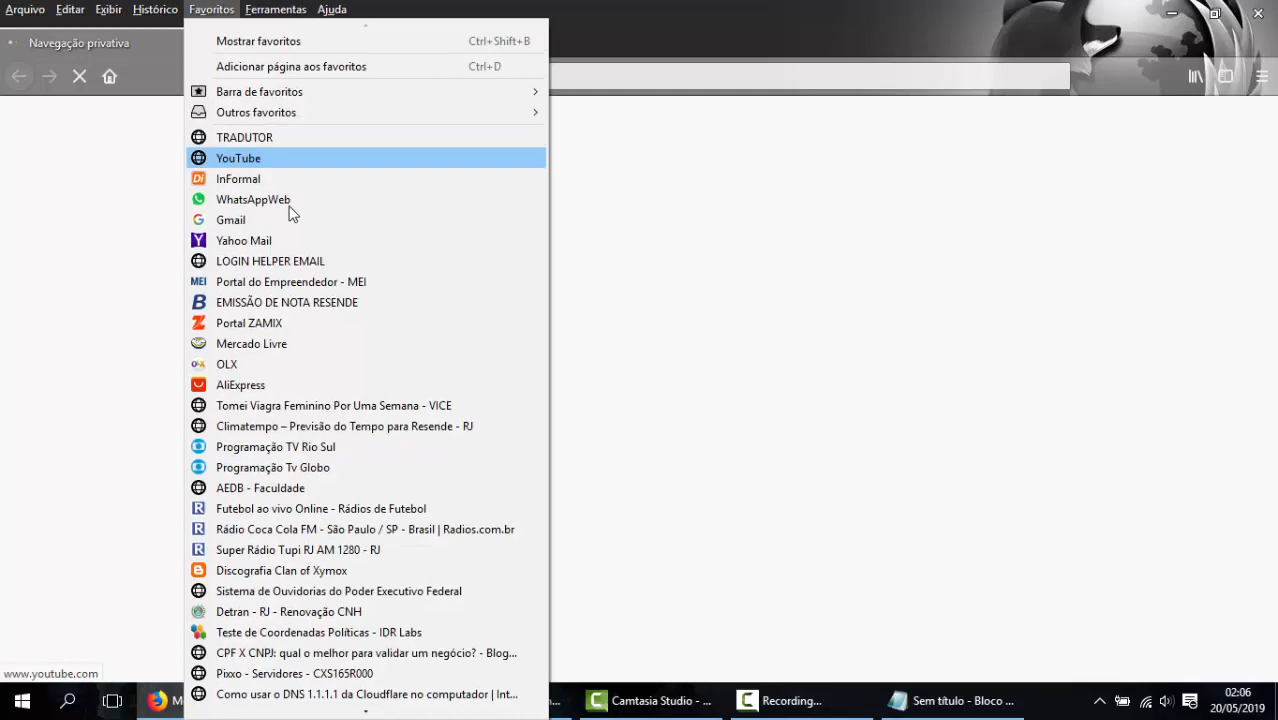 Arquivo Editar Exibir Histórico Favoritos Ferramentas Ajuda
Navegação privativa
Mostrar favoritos Ctrl+Shift+B
Adicionar página aos favoritos Ctrl+D
Barra de favoritos
Outros favoritos
TRADUTOR
YouTube
InFormal
WhatsAppWeb
Gmail
Yahoo Mail
LOGIN HELPER EMAIL
MEI Portal do Empreendedor - MEI
EMISSÃO DE NOTA RESENDE
Portal ZAMIX
Mercado Livre
OLX
AliExpress
Tomei Viagra Feminino Por Uma Semana - VICE
Climatempo – Previsão do Tempo para Resende - RJ
Programação TV Rio Sul
Programação Tv Globo
AEDB - Faculdade
Futebol ao vivo Online - Rádios de Futebol
Rádio Coca Cola FM - São Paulo / SP - Brasil | Radios.com.br
Super Rádio Tupi RJ AM 1280 - RJ
Discografia Clan of Xymox
Sistema de Ouvidorias do Poder Executivo Federal
Detran - RJ - Renovação CNH
Teste de Coordenadas Políticas - IDR Labs
CPF X CNPJ: qual o melhor para validar um negócio? - Blog...
Pixxo - Servidores - CXS165R000
Como usar o DNS 1.1.1.1 da Cloudflare no computador | Int...
www.youtube.com
M
Camtasia Studio - ...
Recording...
Sem título - Bloco ...
02:06
20/05/2019